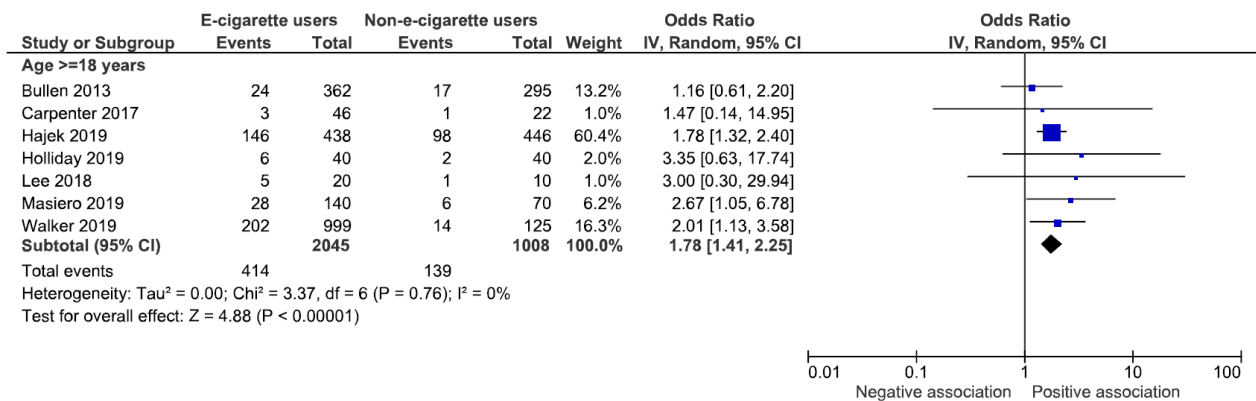 E-cigarette users Non-e-cigarette users Odds Ratio Odds Ratio
Study or Subgroup Events Total Events Total Weight IV, Random, 95% CI IV, Random, 95% CI
Age >=18 years
Bullen 2013 24 362 17 295 13.2% 1.16 [0.61, 2.20]
Carpenter 2017 3 46 1 22 1.0% 1.47 [0.14, 14.95]
Hajek 2019 146 438 98 446 60.4% 1.78 [1.32, 2.40]
Holliday 2019 6 40 2 40 2.0% 3.35 [0.63, 17.74]
Lee 2018 5 20 1 10 1.0% 3.00 [0.30, 29.94]
Masiero 2019 28 140 6 70 6.2% 2.67 [1.05, 6.78]
Walker 2019 202 999 14 125 16.3% 2.01 [1.13, 3.58]
Subtotal (95% CI) 2045 1008 100.0% 1.78 [1.41, 2.25]
Total events 414 139
Heterogeneity: Tau² = 0.00; Chi² = 3.37, df = 6 (P = 0.76); I² = 0%
Test for overall effect: Z = 4.88 (P < 0.00001)
0.01 0.1 1 10 100
Negative association Positive association